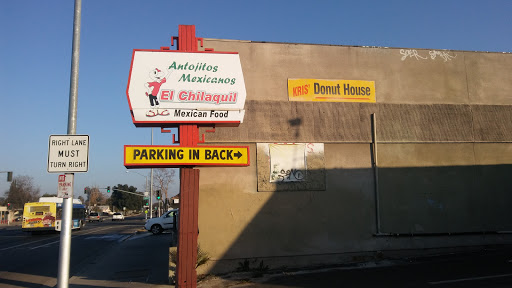 Antojitos
Mexicanos
El Chilaquil
Mexican Food
PARKING IN BACK
KRIS' Donut House
RIGHT LANE
MUST
TURN RIGHT